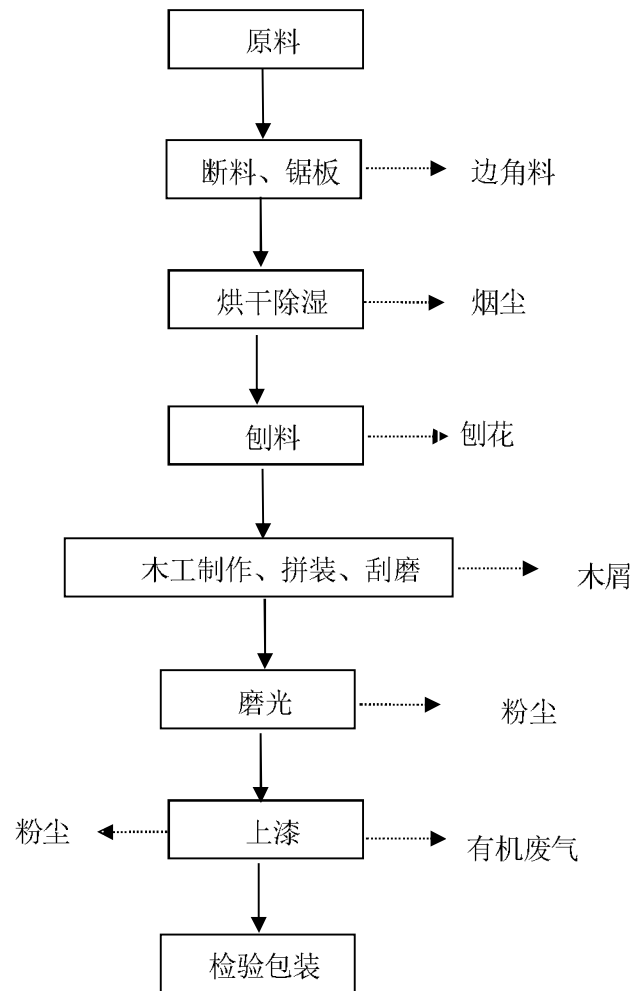 原料
断料、锯板
边角料
烘干除湿
烟尘
刨料
刨花
木工制作、拼装、刮磨
木屑
磨光
粉尘
粉尘
上漆
有机废气
检验包装